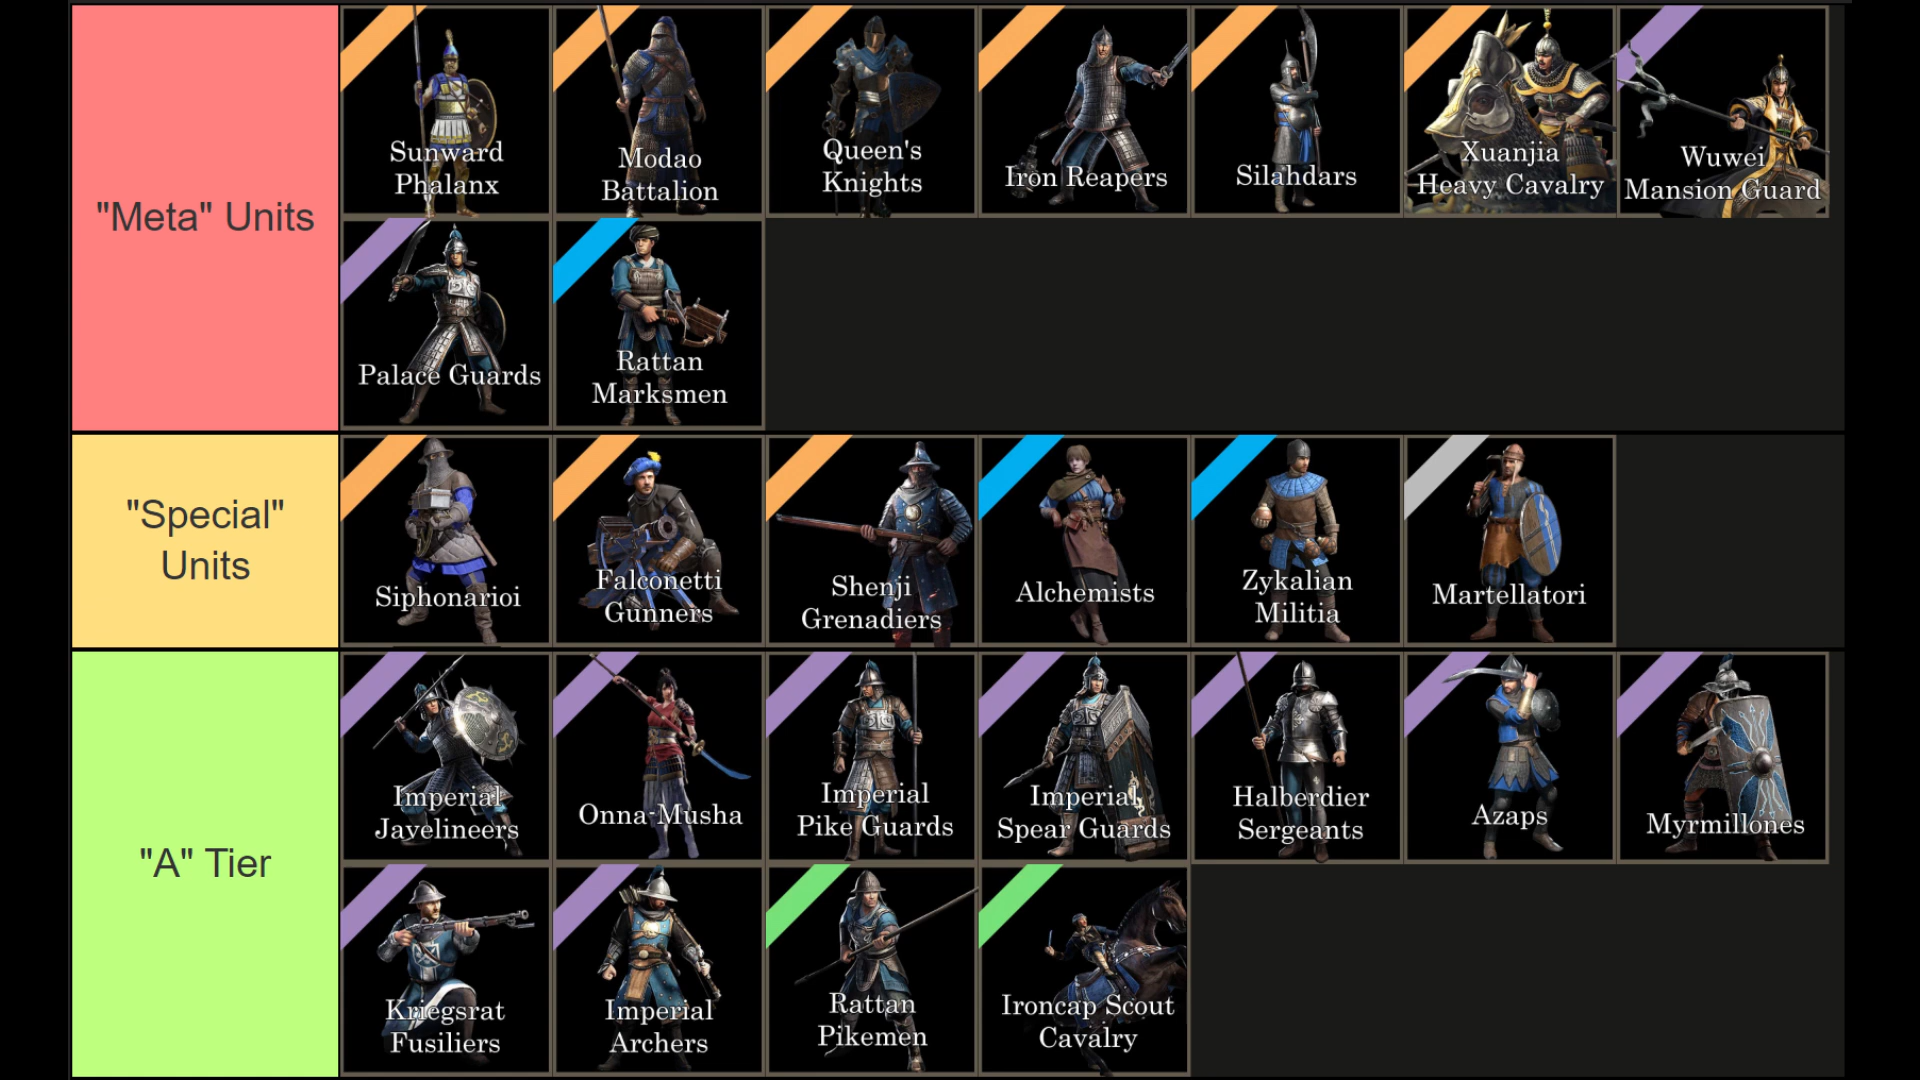 "Meta" Units
Sunward
Phalanx
Modao
Battalion
Queen's
Knights
Iron Reapers
Silahdars
Xuanjia
Heavy Cavalry
Wuwei
Mansion Guard
Palace Guards
Rattan
Marksmen
"Special"
Units
Siphonarioi
Falconetti
Gunners
Shenji
Grenadiers
Alchemists
Zykalian
Militia
Martellatori
"A" Tier
Imperial
Javelineers
Onna-Musha
Imperial
Pike Guards
Imperial
Spear Guards
Halberdier
Sergeants
Azaps
Myrmillones
Kriegsrat
Fusiliers
Imperial
Archers
Rattan
Pikemen
Ironcap Scout
Cavalry